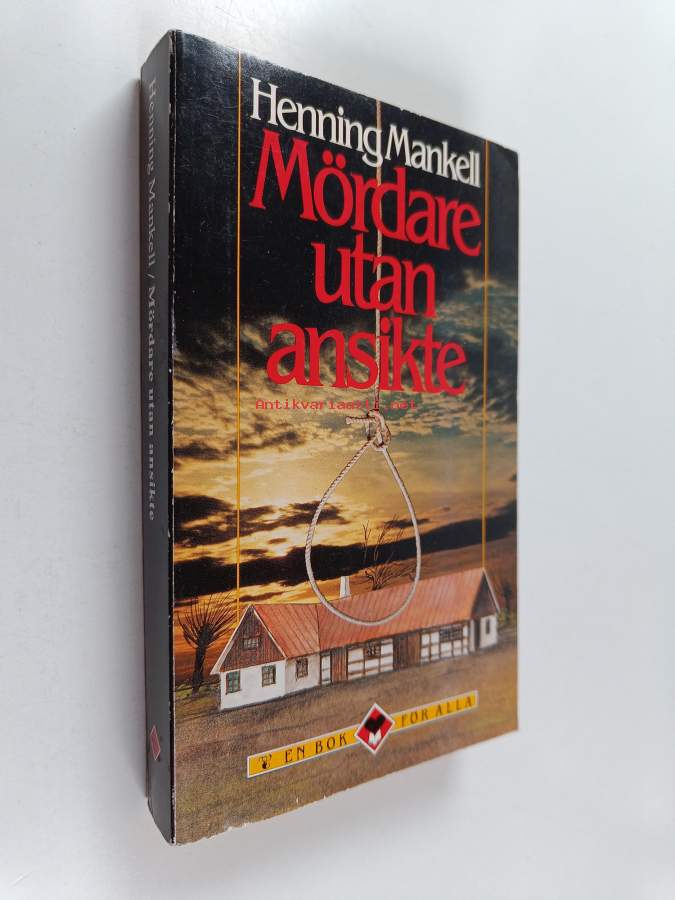 Henning Mankell
Mördare
utan
ansikte
Antikvariaatti.net
EN BOK FÖR ALLA
Henning Mankell / Mördare utan ansikte